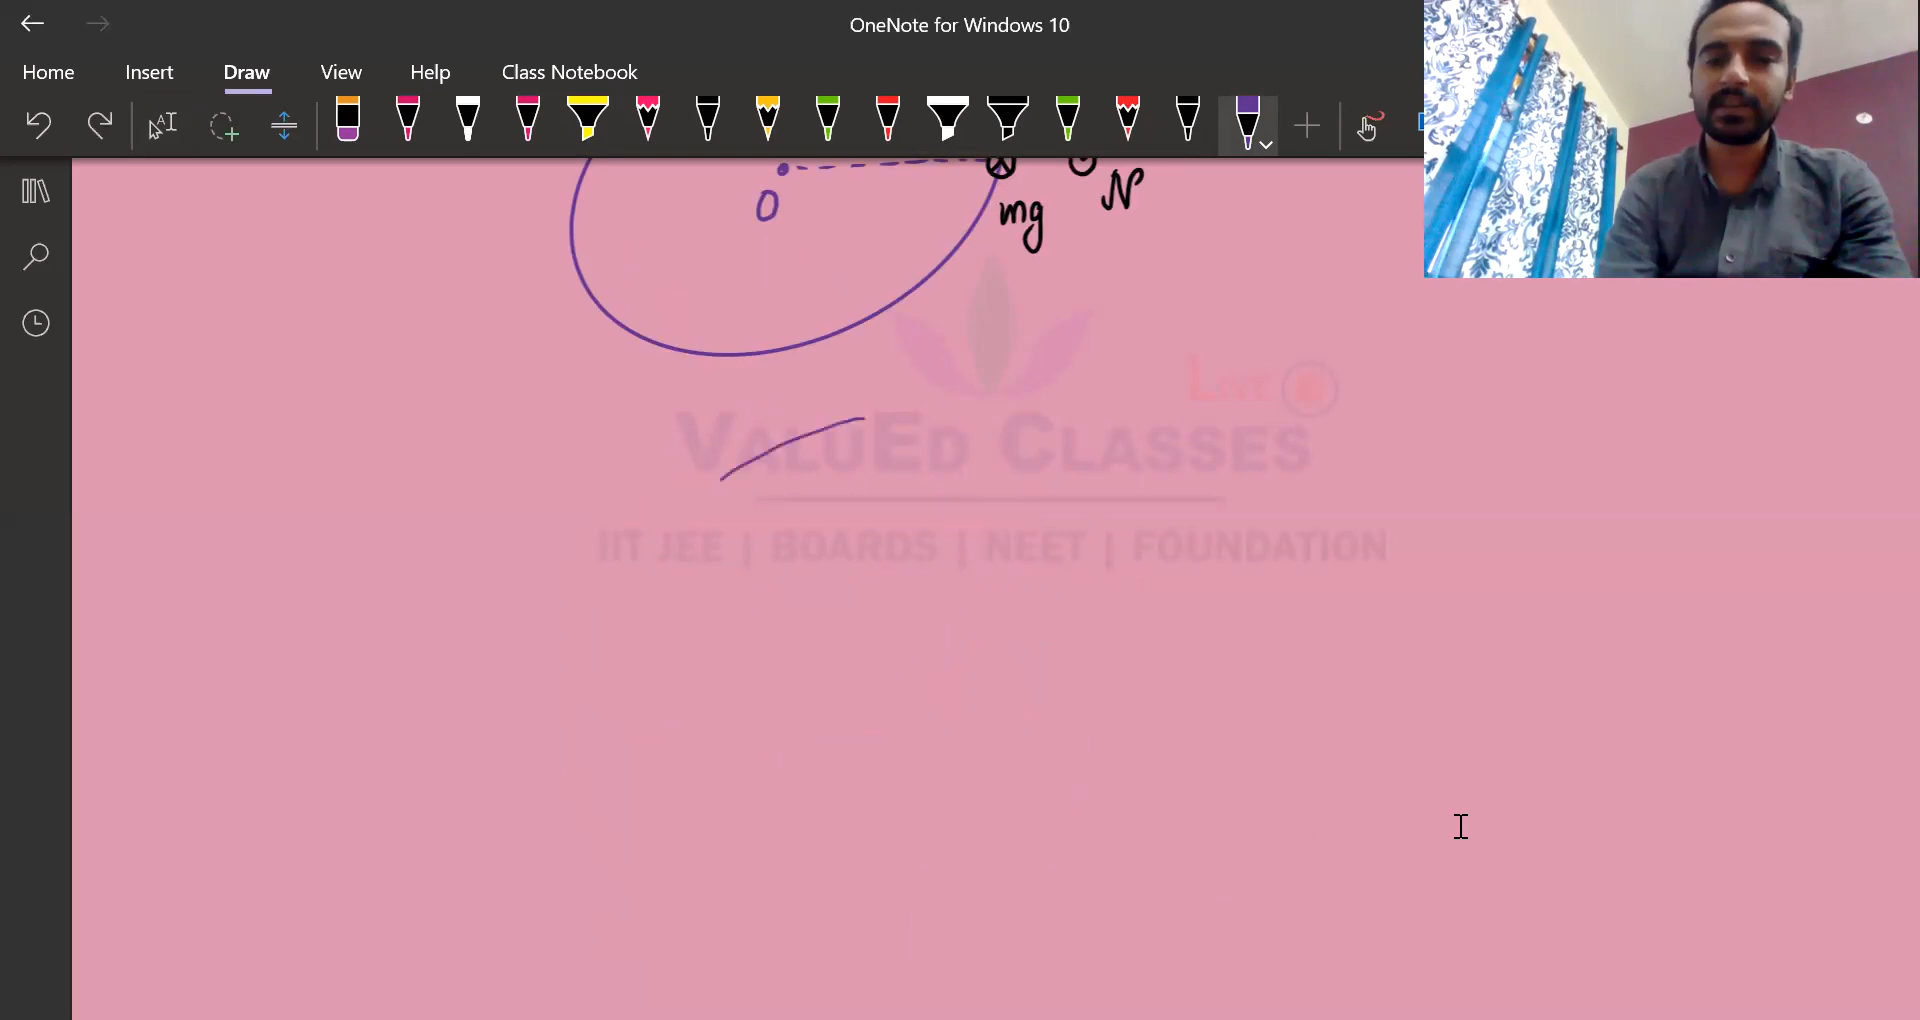 OneNote for Windows 10
Home Insert Draw View Help Class Notebook
O
mg
N
LIVE
VALUED CLASSES
IIT JEE | BOARDS | NEET | FOUNDATION